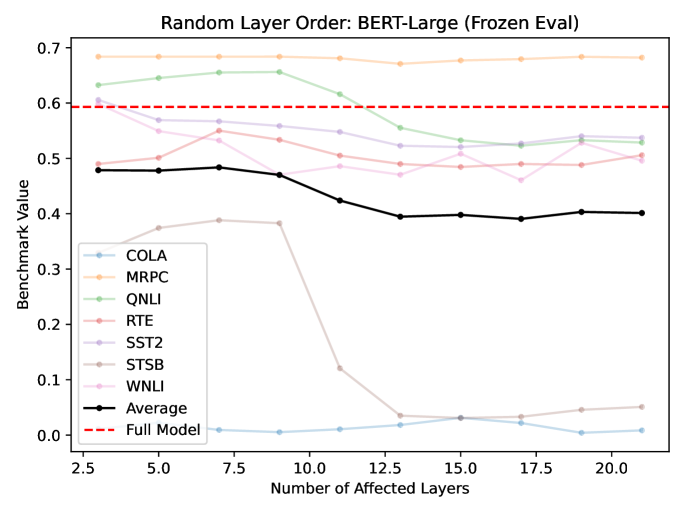 Random Layer Order: BERT-Large (Frozen Eval)
0.7
0.6
0.5
0.4
0.3
0.2
0.1
0.0
Benchmark Value
COLA
MRPC
QNLI
RTE
SST2
STSB
WNLI
Average
Full Model
2.5 5.0 7.5 10.0 12.5 15.0 17.5 20.0
Number of Affected Layers